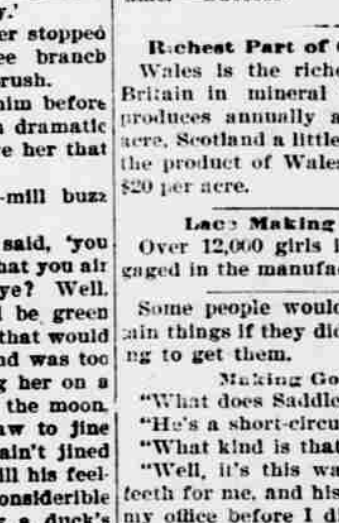 y.'
er stopped
ee branch
rush.
him before
a dramatic
e her that
-mill buzz
said, 'you
hat you air
ye? Well.
l be green
that would
nd was too
g her on a
the moon,
aw to jine
ain't jined
ill his feel-
onsiderible
a duck's
Richest Part of
Wales is the riche
Britain in mineral
produces annually a
acre, Scotland a little
the product of Wales
$20 per acre.
Lace Making
Over 12,000 girls i
gaged in the manufa
Some people would
ain things if they did
ng to get them.
Making Go
"What does Saddle
"He's a short-circu
"What kind is that
"Well, it's this wa
teeth for me, and his
my office before I di